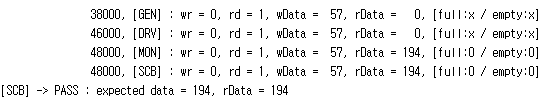 38000, [GEN] : wr = 0, rd = 1, wData =  57, rData =   0, [full:x / empty:x]
46000, [DRV] : wr = 0, rd = 1, wData =  57, rData =   0, [full:x / empty:x]
48000, [MON] : wr = 0, rd = 1, wData =  57, rData = 194, [full:0 / empty:0]
48000, [SCB] : wr = 0, rd = 1, wData =  57, rData = 194, [full:0 / empty:0]
[SCB] -> PASS : expected data = 194, rData = 194